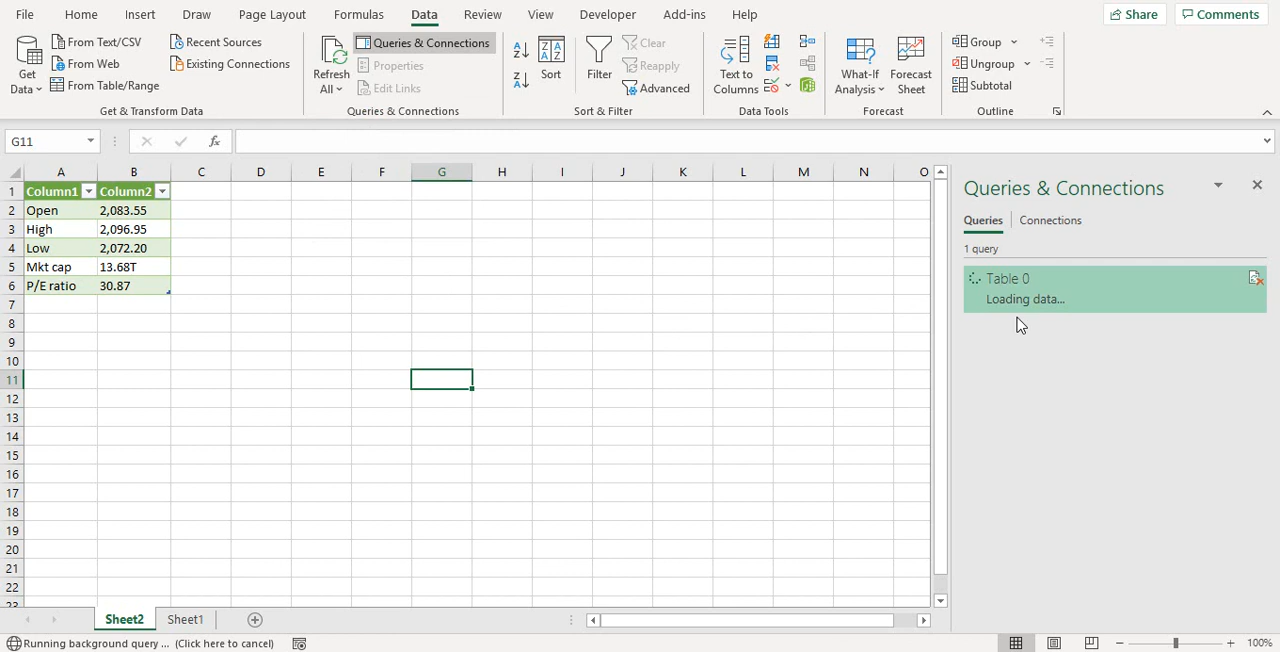 File Home Insert Draw Page Layout Formulas Data Review View Developer Add-ins Help Share Comments
Get Data
From Text/CSV
From Web
From Table/Range
Recent Sources
Existing Connections
Get & Transform Data
Refresh All
Queries & Connections
Properties
Edit Links
Queries & Connections
Sort
Filter
Clear
Reapply
Advanced
Sort & Filter
Text to Columns
Data Tools
What-If Analysis
Forecast Sheet
Forecast
Group
Ungroup
Subtotal
Outline
G11 fx
A B C D E F G H I J K L M N O
1 Column1 Column2
2 Open 2,083.55
3 High 2,096.95
4 Low 2,072.20
5 Mkt cap 13.68T
6 P/E ratio 30.87
7
8
9
10
11
12
13
14
15
16
17
18
19
20
21
22
23
Queries & Connections
Queries Connections
1 query
Table 0
Loading data...
Sheet2 Sheet1
Running background query ... (Click here to cancel) 100%